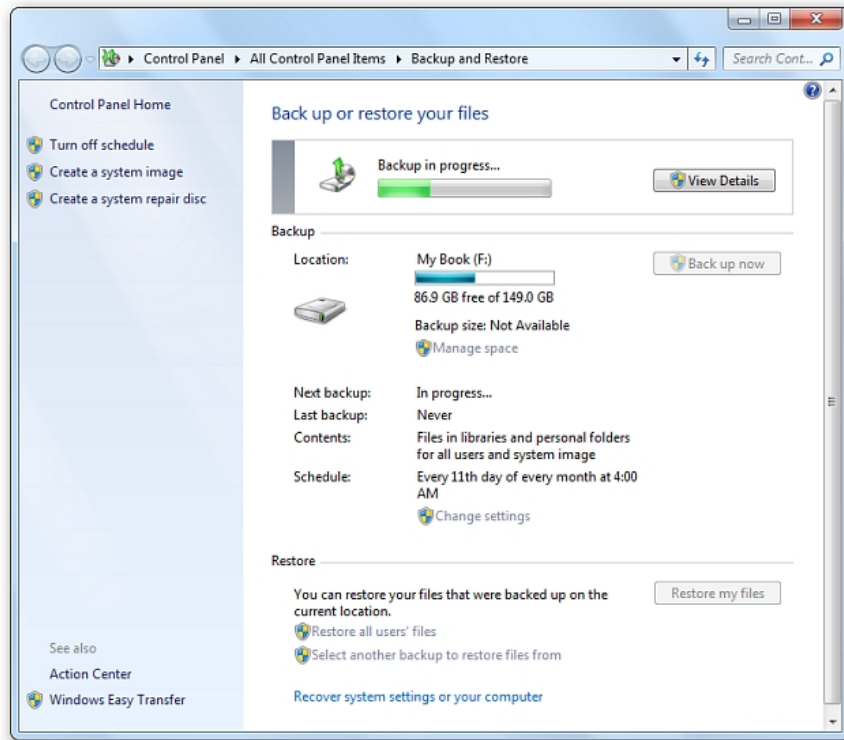 Control Panel ▸ All Control Panel Items ▸ Backup and Restore
Search Cont...
Control Panel Home
Turn off schedule
Create a system image
Create a system repair disc
Back up or restore your files
Backup in progress...
View Details
Backup
Location:
My Book (F:)
Back up now
86.9 GB free of 149.0 GB
Backup size: Not Available
Manage space
Next backup:
In progress...
Last backup:
Never
Contents:
Files in libraries and personal folders
for all users and system image
Schedule:
Every 11th day of every month at 4:00
AM
Change settings
Restore
You can restore your files that were backed up on the
current location.
Restore my files
Restore all users' files
Select another backup to restore files from
Recover system settings or your computer
See also
Action Center
Windows Easy Transfer